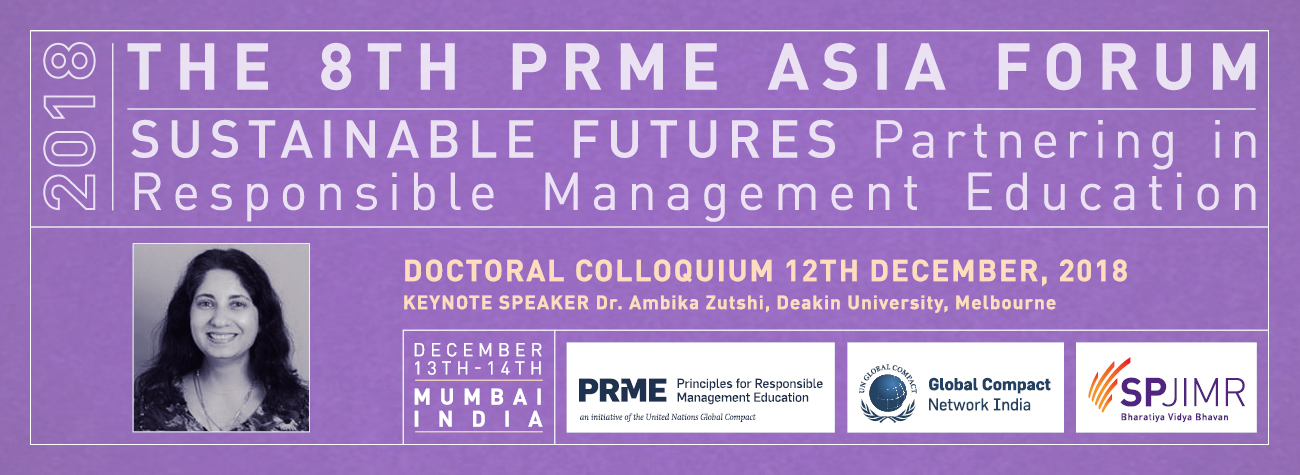 2018
THE 8TH PRME ASIA FORUM
SUSTAINABLE FUTURES Partnering in
Responsible Management Education
DOCTORAL COLLOQUIUM 12TH DECEMBER, 2018
KEYNOTE SPEAKER Dr. Ambika Zutshi, Deakin University, Melbourne
DECEMBER
13TH-14TH
MUMBAI
INDIA
PRME
Principles for Responsible
Management Education
an initiative of the United Nations Global Compact
UN GLOBAL COMPACT
Global Compact
Network India
SPJIMR
Bharatiya Vidya Bhavan